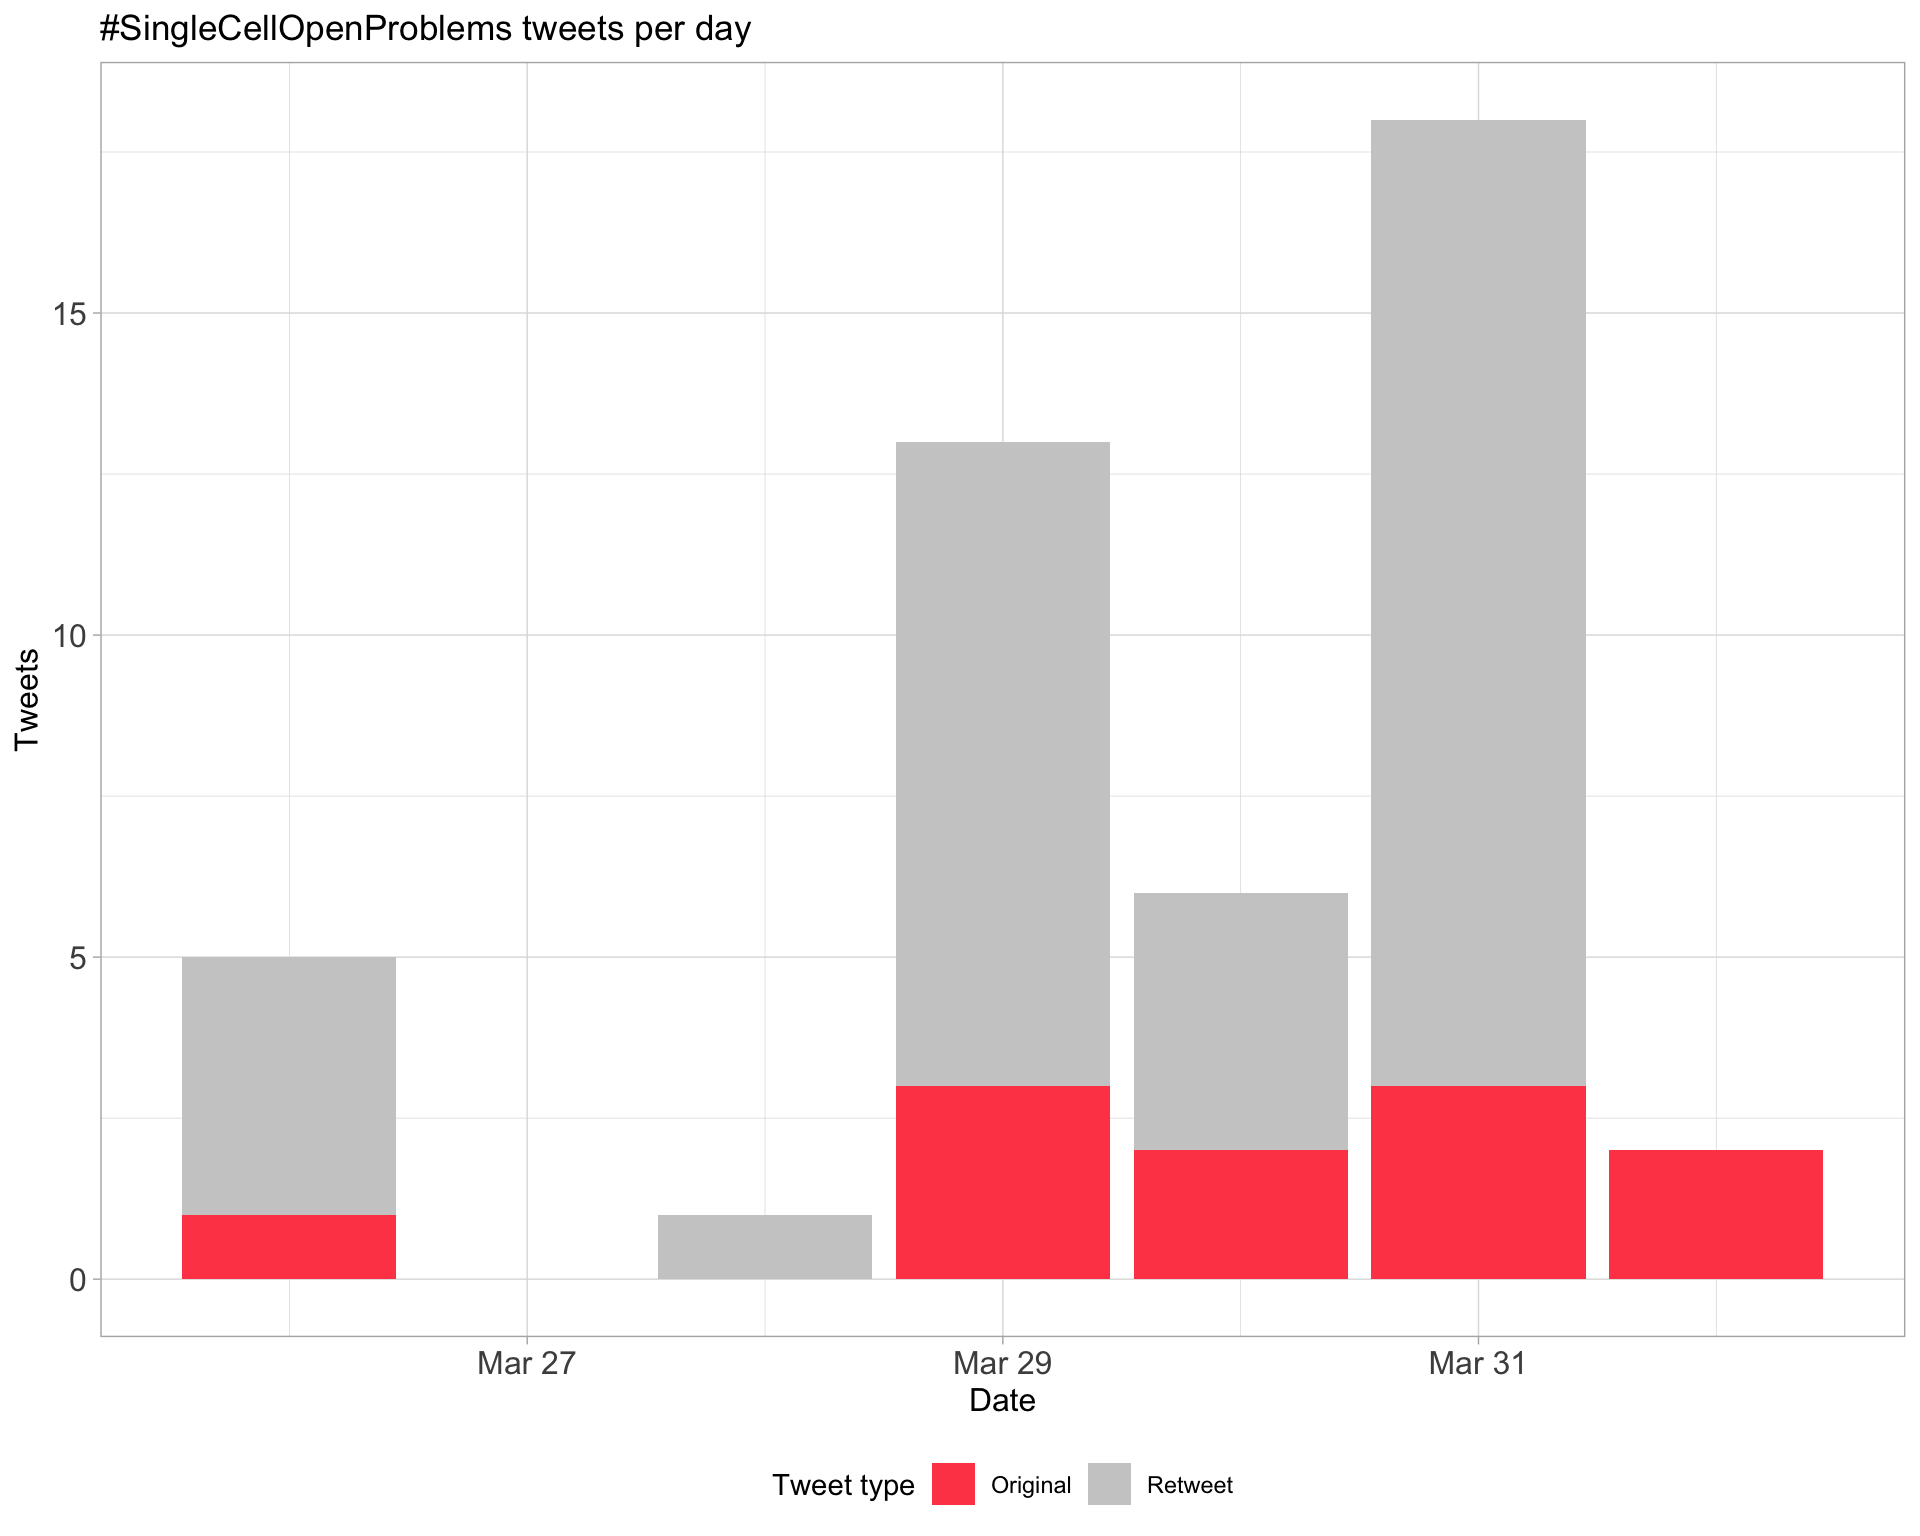 #SingleCellOpenProblems tweets per day
Tweets
15
10
5
0
Mar 27 Mar 29 Mar 31
Date
Tweet type Original Retweet